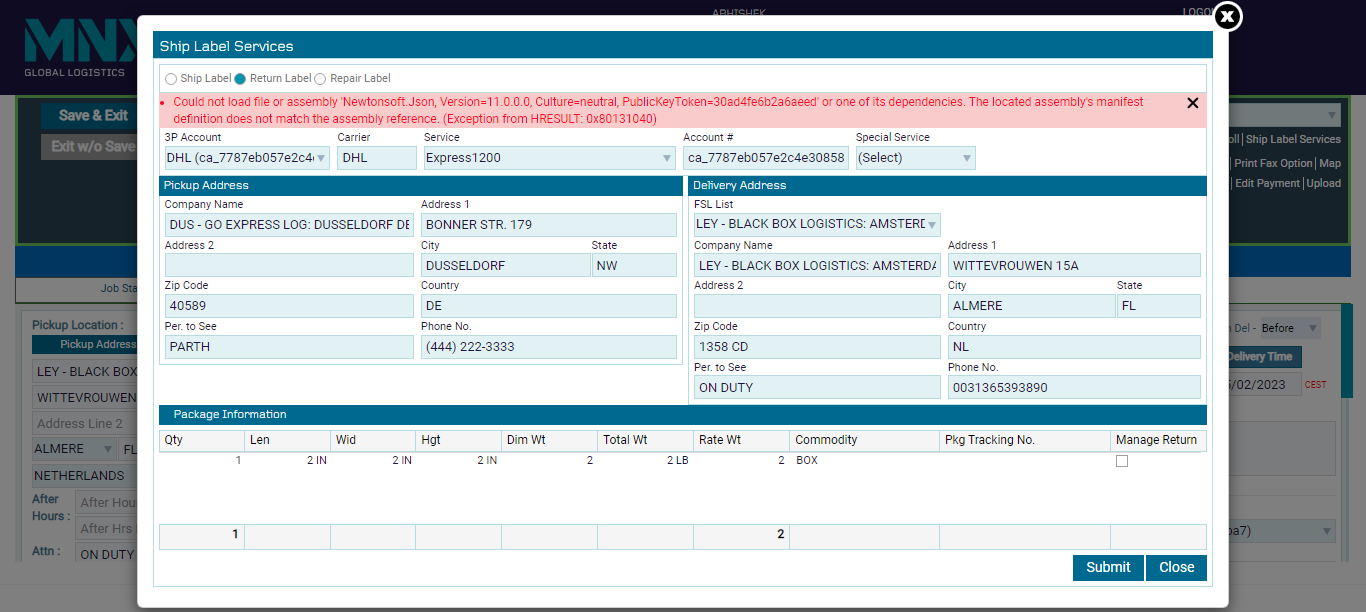 ABHISHEK
MNX
GLOBAL LOGISTICS
Ship Label Services
Ship Label Return Label Repair Label
Could not load file or assembly 'Newtonsoft.Json, Version=11.0.0.0, Culture=neutral, PublicKeyToken=30ad4fe6b2a6aeed' or one of its dependencies. The located assembly's manifest
definition does not match the assembly reference. (Exception from HRESULT: 0x80131040)
Save & Exit
Exit w/o Save
Ship Label Services
Print Fax Option | Map
Edit Payment | Upload
3P Account Carrier Service Account # Special Service
DHL (ca_7787eb057e2c4 DHL Express1200 ca_7787eb057e2c4e30858 (Select)
Pickup Address Delivery Address
Company Name Address 1 FSL List
DUS - GO EXPRESS LOG: DUSSELDORF DE BONNER STR. 179 LEY - BLACK BOX LOGISTICS: AMSTERD
Address 2 City State Company Name Address 1
DUSSELDORF NW LEY - BLACK BOX LOGISTICS: AMSTERDA WITTEVROUWEN 15A
Zip Code Country Address 2 City State
40589 DE ALMERE FL
Per. to See Phone No. Zip Code Country
PARTH (444) 222-3333 1358 CD NL
Per. to See Phone No.
ON DUTY 0031365393890
Job Sta
Pickup Location :
Pickup Address
LEY - BLACK BOX
WITTEVROUWEN
Address Line 2
ALMERE FL
NETHERLANDS
After
Hours :
After Hou
After Hrs
Attn : ON DUTY
Del - Before
Delivery Time
/02/2023 CEST
Package Information
Qty Len Wid Hgt Dim Wt Total Wt Rate Wt Commodity Pkg Tracking No. Manage Return
1 2 IN 2 IN 2 IN 2 2 LB 2 BOX
1 2
Submit Close